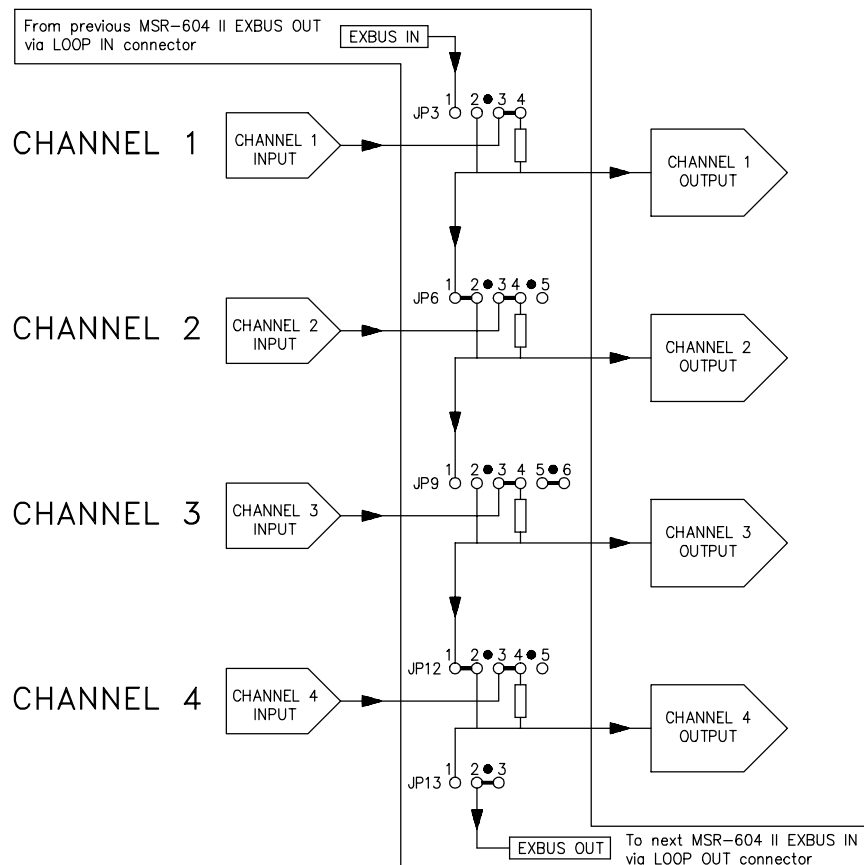 From previous MSR-604 II EXBUS OUT
via LOOP IN connector
EXBUS IN
1 2 3 4
JP3
CHANNEL 1
CHANNEL 1
INPUT
CHANNEL 1
OUTPUT
1 2 3 4 5
JP6
CHANNEL 2
CHANNEL 2
INPUT
CHANNEL 2
OUTPUT
1 2 3 4 5 6
JP9
CHANNEL 3
CHANNEL 3
INPUT
CHANNEL 3
OUTPUT
1 2 3 4 5
JP12
CHANNEL 4
CHANNEL 4
INPUT
CHANNEL 4
OUTPUT
1 2 3
JP13
EXBUS OUT
To next MSR-604 II EXBUS IN
via LOOP OUT connector